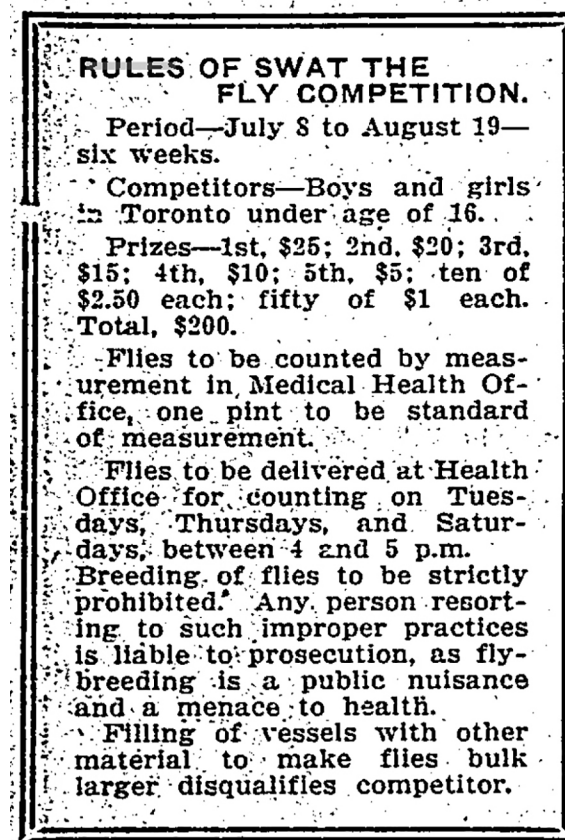 RULES OF SWAT THE
FLY COMPETITION.
Period—July 8 to August 19—
six weeks.
Competitors—Boys and girls
in Toronto under age of 16.
Prizes—1st, $25; 2nd, $20; 3rd,
$15; 4th, $10; 5th, $5; ten of
$2.50 each; fifty of $1 each.
Total, $200.
Flies to be counted by meas-
urement in Medical Health Of-
fice, one pint to be standard
of measurement.
Flies to be delivered at Health
Office for counting on Tues-
days, Thursdays, and Satur-
days, between 4 and 5 p.m.
Breeding of flies to be strictly
prohibited. Any person resort-
ing to such improper practices
is liable to prosecution, as fly-
breeding is a public nuisance
and a menace to health.
Filling of vessels with other
material to make flies bulk
larger disqualifies competitor.